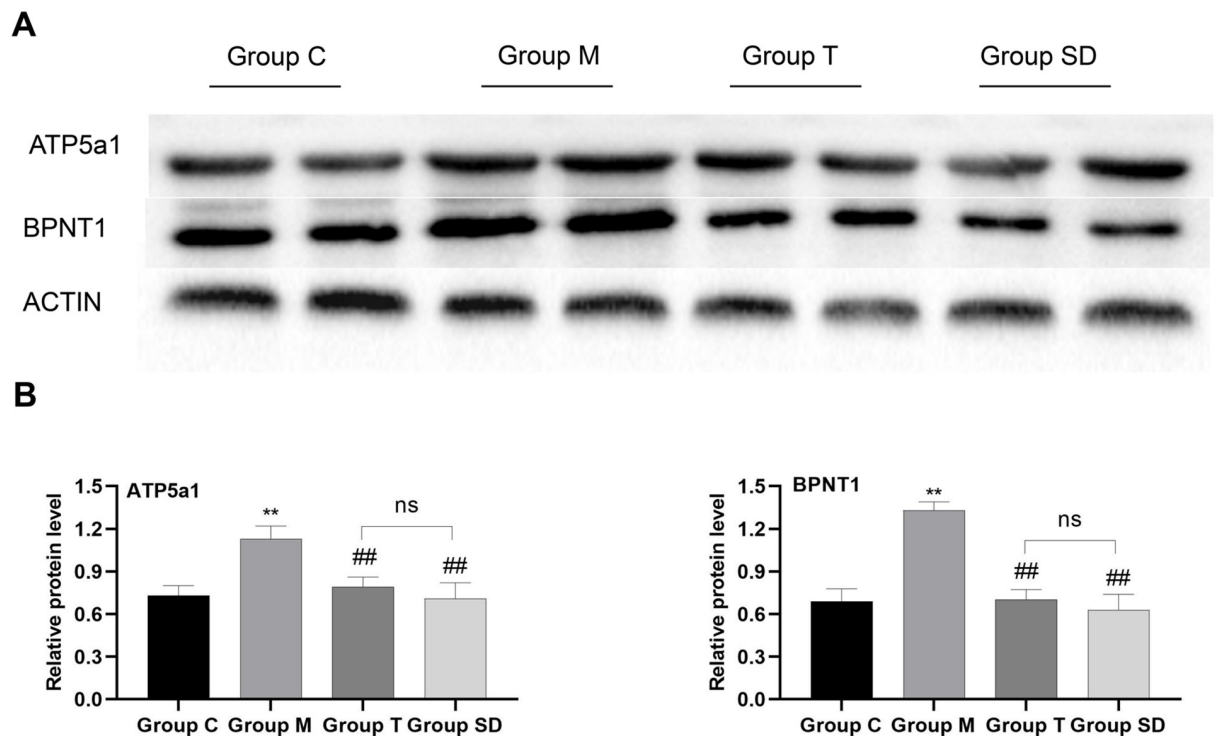 A
Group C Group M Group T Group SD
ATP5a1
BPNT1
ACTIN
B
ATP5a1
Relative protein level
1.5
1.2
0.9
0.6
0.3
0.0
**
##
ns
##
Group C Group M Group T Group SD
BPNT1
Relative protein level
1.5
1.2
0.9
0.6
0.3
0.0
**
##
ns
##
Group C Group M Group T Group SD